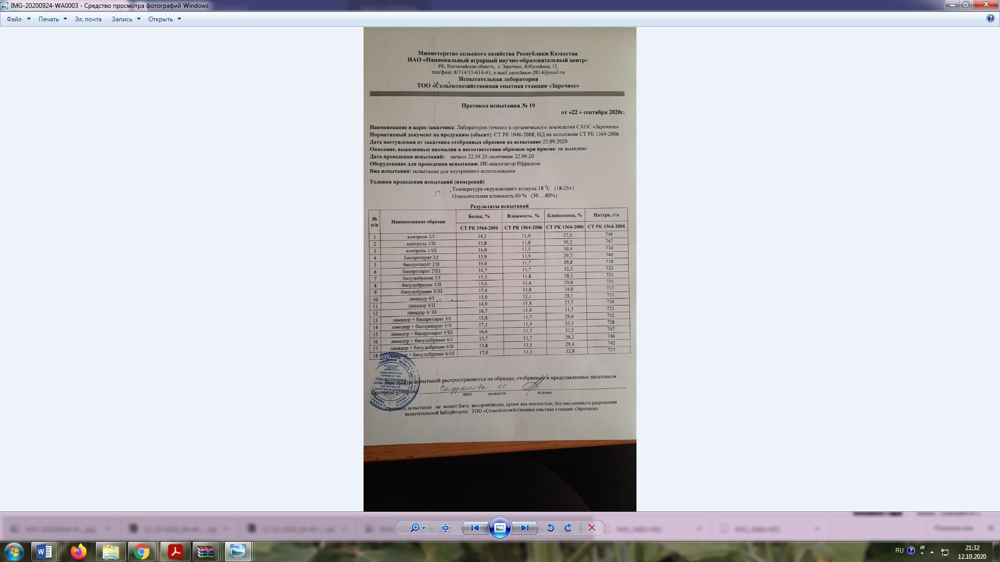 IMG-20200924-WA0003 - Средство просмотра фотографий Windows
Файл Печать Эл. почта Запись Открыть
Министерство сельского хозяйства Республики Казахстан
НАО «Национальный аграрный научно-образовательный центр»
РК, Костанайская область, с. Заречное, Юбилейная, 12,
тел/факс 8/714/55-614-43, e:mail zarechnoe-2014@mail.ru
Испытательная лаборатория
ТОО «Сельскохозяйственная опытная станция «Заречное»
Протокол испытания № 19
от «22 » сентября 2020г.
Наименование и адрес заказчика: Лаборатория точного и органического земледелия СХОС «Заречное»
Нормативный документ на продукцию (объект): СТ РК 1046-2008, НД на испытания СТ РК 1564-2006
Дата поступления от заказчика отобранных образцов на испытание 22.09.2020
Описание, выявленные аномалии и несоответствия образцов при приеме: не выявлено
Дата проведения испытаний: начало 22.09.20 окончание 22.09.20
Оборудование для проведения испытания: ИК-анализатор Инфралюм
Вид испытаний: испытания для внутреннего использования
Условия проведения испытаний (измерений)
Температура окружающего воздуха:18 ⁰С (18-25±)
Относительная влажность:60 % (30….80%)
Результаты испытаний
№ п/п Наименование образца Белок, % Влажность, % Клейковина, % Натура, г/л
СТ РК 1564-2006 СТ РК 1564-2006 СТ РК 1564-2006 СТ РК 1564-2006
1 контроль 1/I 14,3 11,9 27,0 746
2 контроль 1/II 15,8 11,8 30,2 747
3 контроль 1/III 16,0 11,5 30,4 734
4 биопрепарат 2/I 15,9 11,9 29,7 740
5 биопрепарат 2/II 16,0 11,7 29,8 718
6 биопрепарат 2/III 16,7 11,7 32,3 732
7 биоудобрение 3/I 15,3 11,8 28,3 731
8 биоудобрение 3/II 15,6 11,4 29,0 735
9 биоудобрение 3/III 17,4 11,8 34,0 737
10 ламадор 4/I 15,0 12,1 28,1 733
11 ламадор 4/II 14,9 11,8 27,7 736
12 ламадор 4/ III 16,7 11,4 31,7 723
13 ламадор + биопрепарат 5/I 15,8 11,7 29,6 732
14 ламадор + биопрепарат 5/II 17,1 11,4 33,3 728
15 ламадор + биопрепарат 5/III 16,6 11,7 31,5 747
16 ламадор + биоудобрение 6/I 15,7 11,7 29,2 746
17 ламадор + биоудобрение 6/II 15,8 11,5 29,4 742
18 ламадор + биоудобрение 6/III 17,0 11,3 32,8 737
Результаты испытаний распространяются на образцы, отобранные и представленные заказчиком
Протокол утвердил Сафронова ОС
ФИО должность подпись
Протокол испытания не может быть воспроизведен, кроме как полностью, без письменного разрешения
испытательной лаборатории ТОО «Сельскохозяйственная опытная станция «Заречное»
RU
21:32
12.10.2020